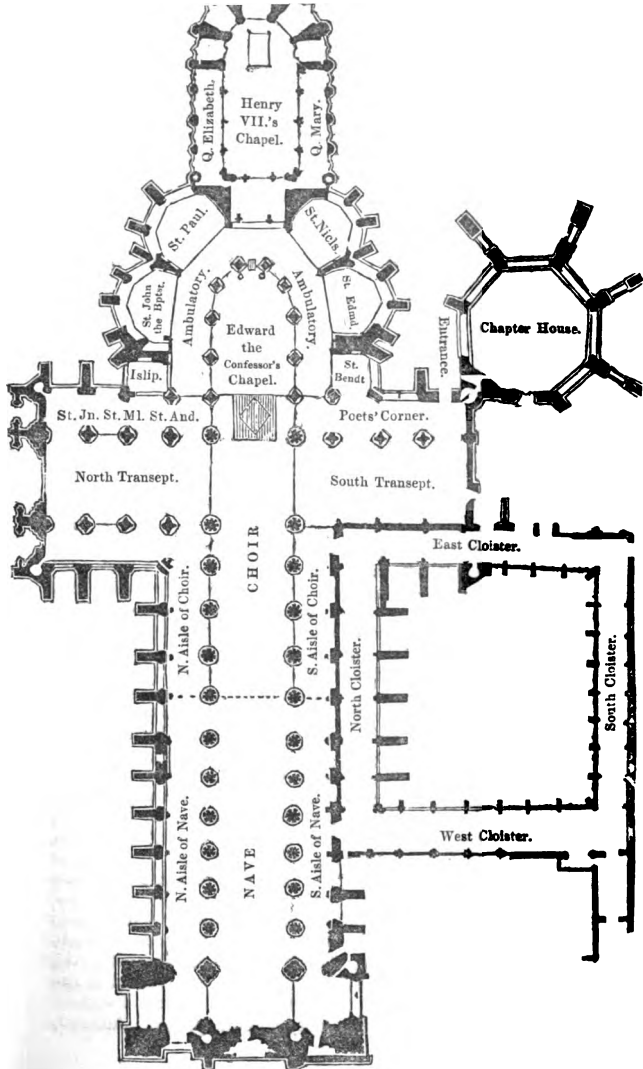 Q. Elizabeth.
Henry
VII.'s
Chapel.
Q. Mary.
St. Paul.
St. Nicls.
Ambulatory.
Ambulatory.
St. John
the Bptst.
St. Edmd.
Edward
the
Confessor's
Chapel.
Islip.
St.
Bendt
Entrance.
Chapter House.
St. Jn. St. Ml. St. And.
Poets' Corner.
North Transept.
South Transept.
CHOIR
East Cloister.
N. Aisle of Choir.
S. Aisle of Choir.
North Cloister.
South Cloister.
N. Aisle of Nave.
NAVE
S. Aisle of Nave.
West Cloister.